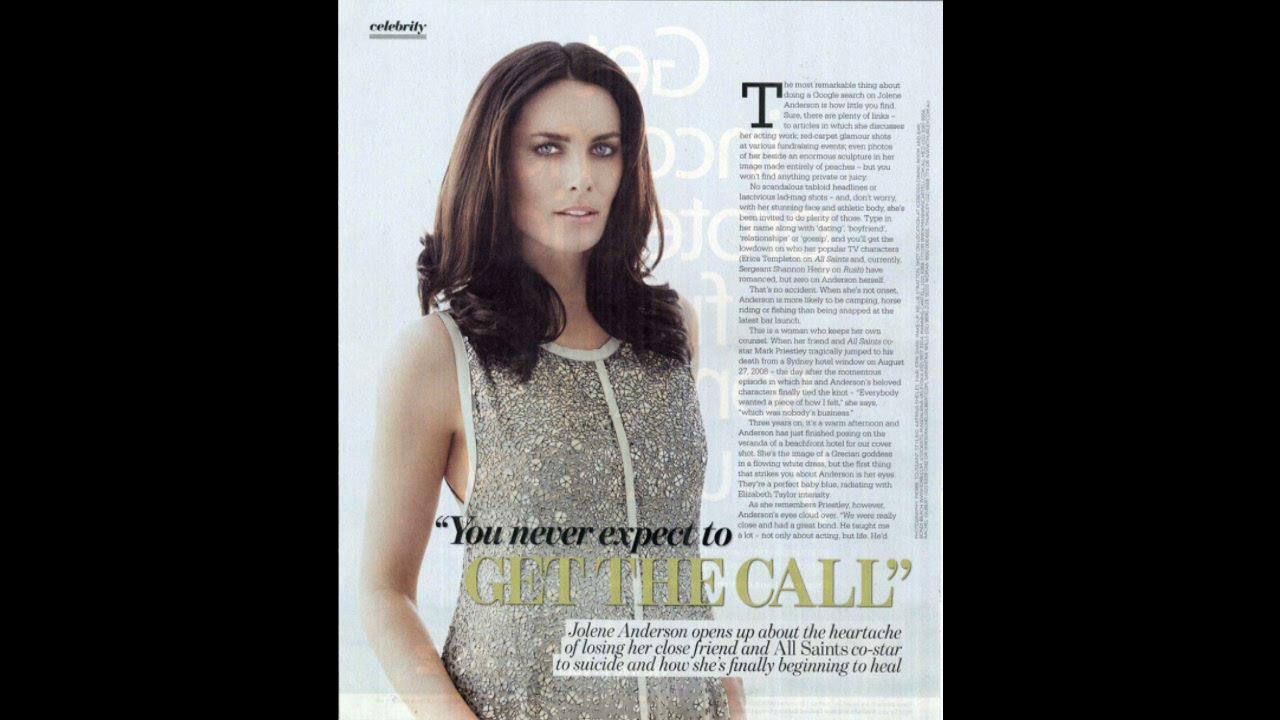 celebrity
The most remarkable thing about
doing a Google search on Jolene
Anderson is how little you find.
Sure, there are plenty of links –
to articles in which she discusses
her acting work; red-carpet glamour shots
at various fundraising events; even photos
of her beside an enormous sculpture in her
image made entirely of peaches – but you
won't find anything private or juicy.
No scandalous tabloid headlines or
lascivious lad-mag shots – and, don't worry,
with her stunning face and athletic body, she's
been invited to do plenty of those. Type in
her name along with 'dating', 'boyfriend',
'relationships' or 'gossip', and you'll get the
lowdown on who her popular TV characters
(Erica Templeton on All Saints and, currently,
Sergeant Shannon Henry on Rush) have
romanced, but zero on Anderson herself.
That's no accident. When she's not onset,
Anderson is more likely to be camping, horse
riding or fishing than being snapped at the
latest bar launch.
This is a woman who keeps her own
counsel. When her friend and All Saints co-
star Mark Priestley tragically jumped to his
death from a Sydney hotel window on August
27, 2008 – the day after the momentous
episode in which his and Anderson's beloved
characters finally tied the knot – "Everybody
wanted a piece of how I felt," she says,
"which was nobody's business."
Three years on, it's a warm afternoon and
Anderson has just finished posing on the
veranda of a beachfront hotel for our cover
shot. She's the image of a Grecian goddess
in a flowing white dress, but the first thing
that strikes you about Anderson is her eyes.
They're a perfect baby blue, radiating with
Elizabeth Taylor intensity.
As she remembers Priestley, however,
Anderson's eyes cloud over. "We were really
close and had a great bond. He taught me
a lot – not only about acting, but life. He'd
"You never expect to
GET THE CALL"
Jolene Anderson opens up about the heartache
of losing her close friend and All Saints co-star
to suicide and how she's finally beginning to heal